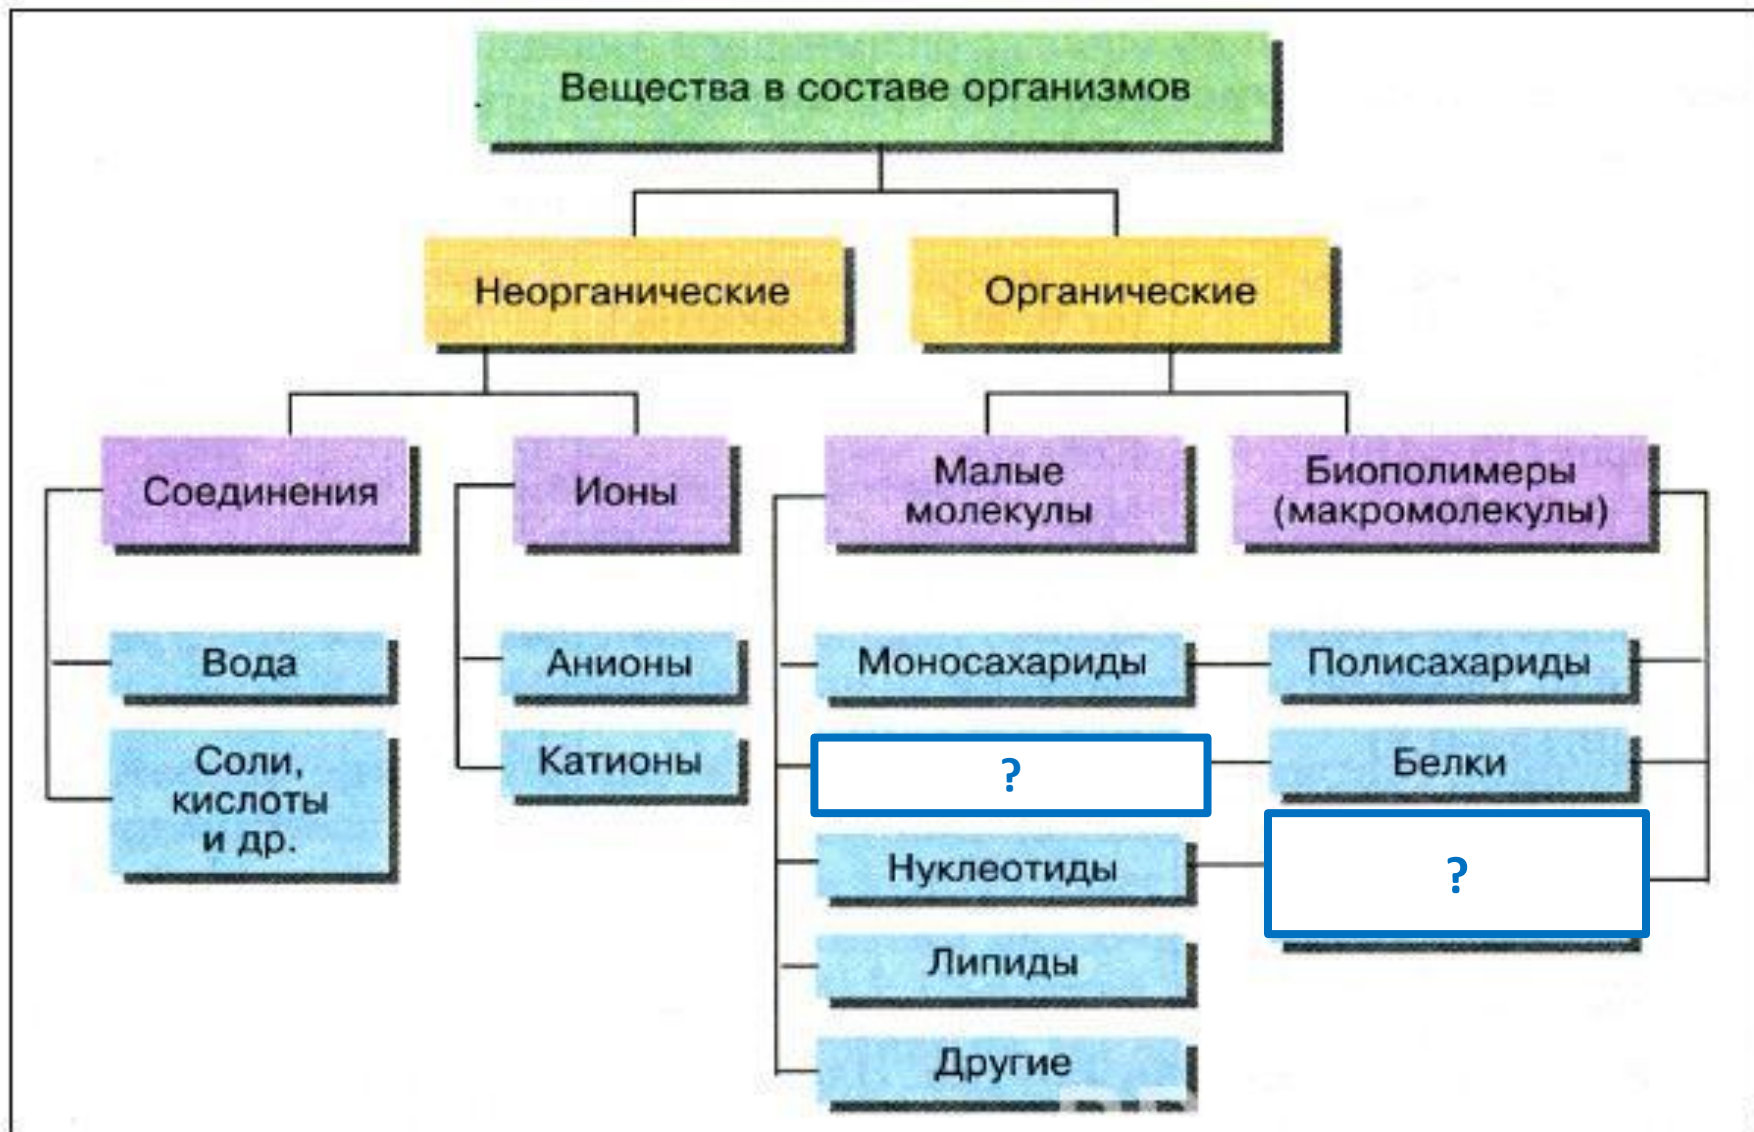 Вещества в составе организмов
Неорганические
Органические
Соединения
Ионы
Малые
молекулы
Биополимеры
(макромолекулы)
Вода
Анионы
Моносахариды
Полисахариды
Соли,
кислоты
и др.
Катионы
?
Белки
Нуклеотиды
?
Липиды
Другие